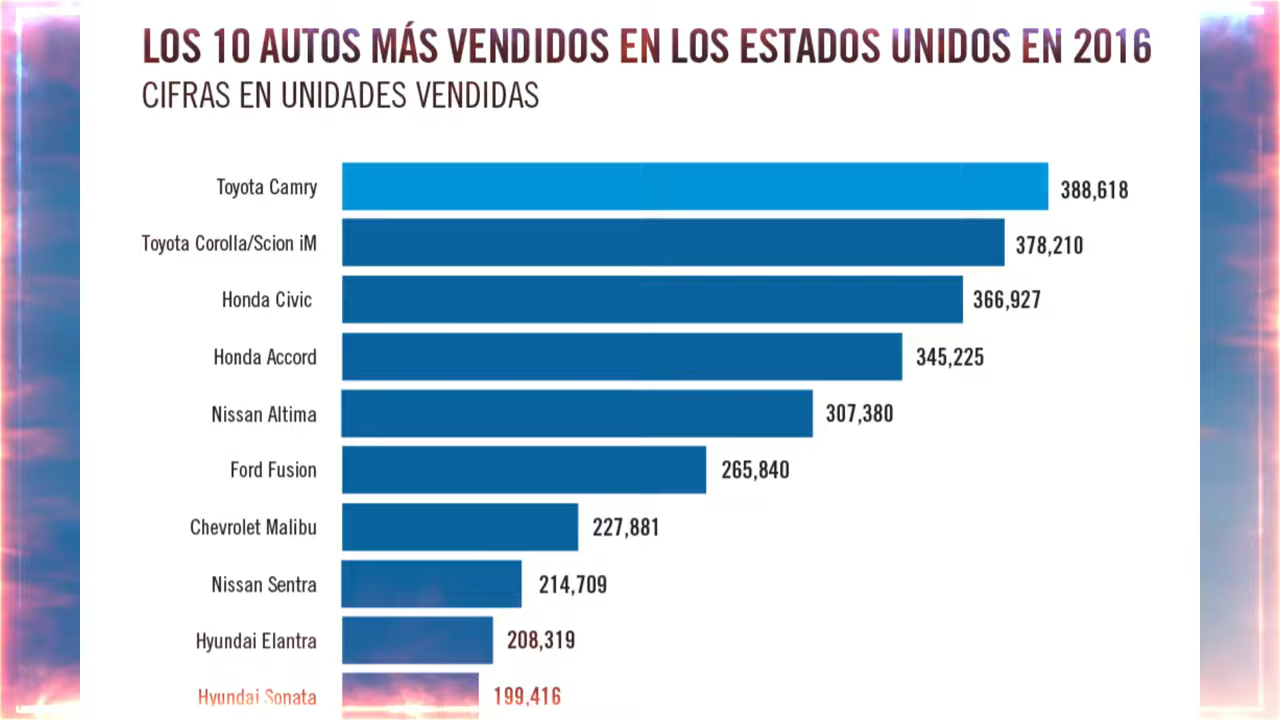 LOS 10 AUTOS MÁS VENDIDOS EN LOS ESTADOS UNIDOS EN 2016
CIFRAS EN UNIDADES VENDIDAS
Toyota Camry 388,618
Toyota Corolla/Scion iM 378,210
Honda Civic 366,927
Honda Accord 345,225
Nissan Altima 307,380
Ford Fusion 265,840
Chevrolet Malibu 227,881
Nissan Sentra 214,709
Hyundai Elantra 208,319
Hyundai Sonata 199,416